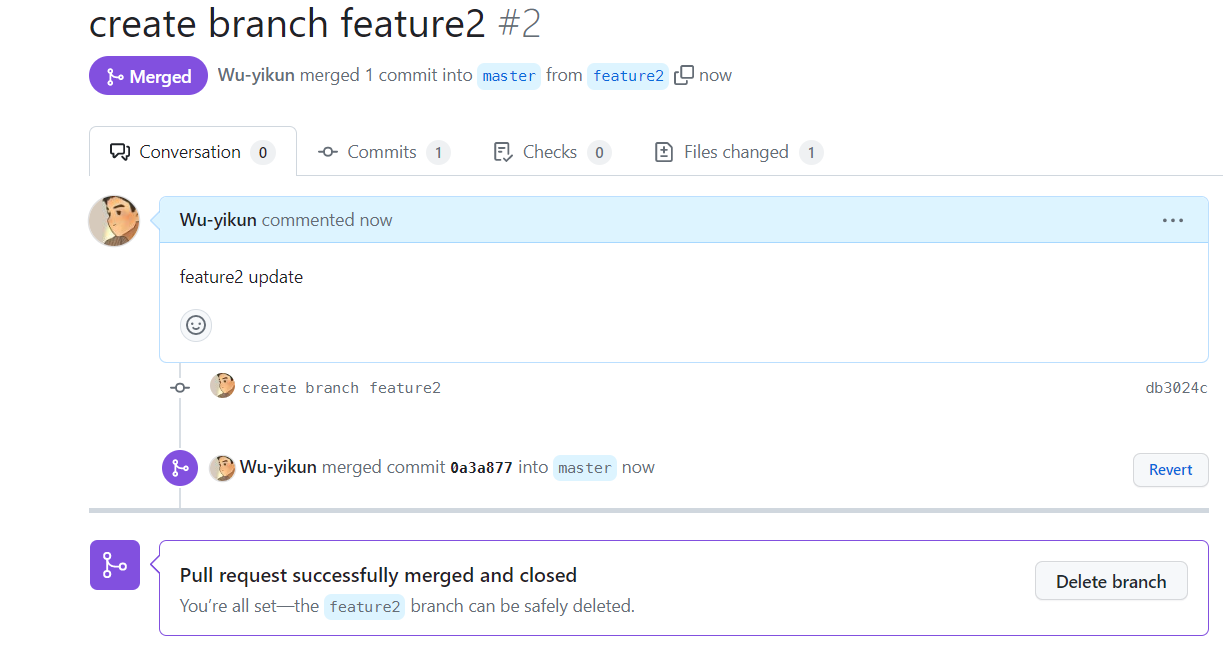 create branch feature2 #2
Merged Wu-yikun merged 1 commit into master from feature2 now
Conversation 0 Commits 1 Checks 0 Files changed 1
Wu-yikun commented now
feature2 update
create branch feature2 db3024c
Wu-yikun merged commit 0a3a877 into master now Revert
Pull request successfully merged and closed
You’re all set—the feature2 branch can be safely deleted.
Delete branch